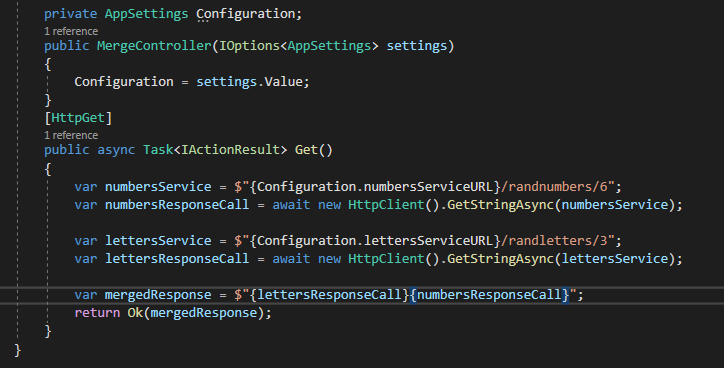 private AppSettings Configuration;
1 reference
public MergeController(IOptions<AppSettings> settings)
{
Configuration = settings.Value;
}
[HttpGet]
1 reference
public async Task<IActionResult> Get()
{
var numbersService = $"{Configuration.numbersServiceURL}/randnumbers/6";
var numbersResponseCall = await new HttpClient().GetStringAsync(numbersService);
var lettersService = $"{Configuration.lettersServiceURL}/randletters/3";
var lettersResponseCall = await new HttpClient().GetStringAsync(lettersService);
var mergedResponse = $"{lettersResponseCall}{numbersResponseCall}";
return Ok(mergedResponse);
}
}